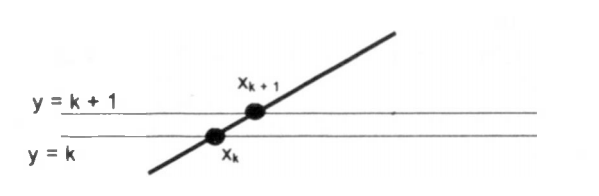 x_{k + 1}
y = k + 1
y = k
x_k